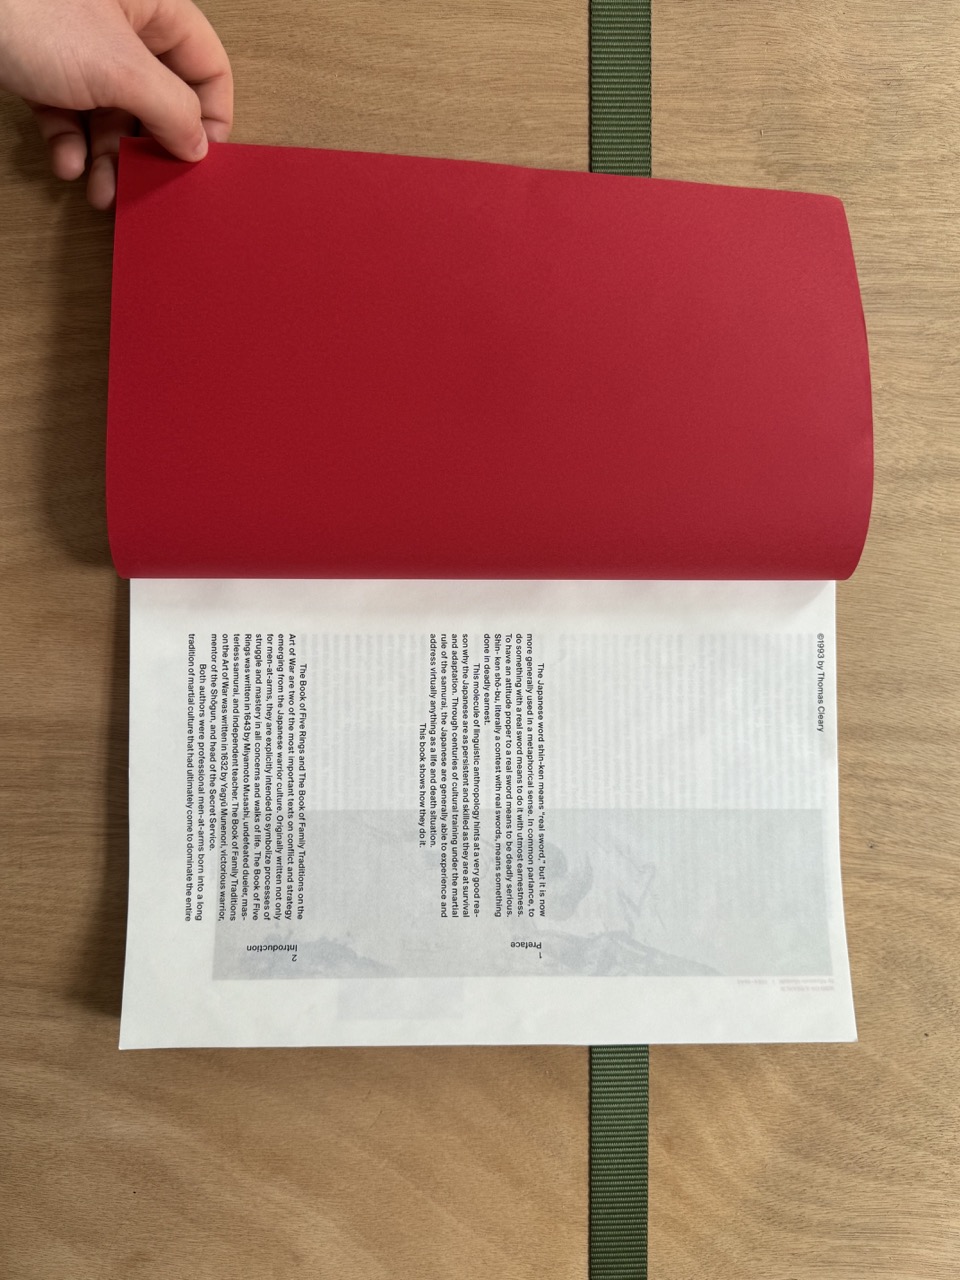 ©1993 by Thomas Cleary
The Japanese word shin-ken means “real sword,” but it is now
more generally used in a metaphorical sense. In common parlance, to
do something with a real sword means to do it with utmost earnestness.
To have an attitude proper to a real sword means to be deadly serious.
Shin- ken shō-bu, literally a contest with real swords, means something
done in deadly earnest.
This molecule of linguistic anthropology hints at a very good rea-
son why the Japanese are as persistent and skilled as they are at survival
and adaptation. Through centuries of cultural training under the martial
rule of the samurai, the Japanese are generally able to experience and
address virtually anything as a life and death situation.
This book shows how they do it.
1
Preface
The Book of Five Rings and The Book of Family Traditions on the
Art of War are two of the most important texts on conflict and strategy
emerging from the Japanese warrior culture. Originally written not only
for men-at-arms, they are explicitly intended to symbolize processes of
struggle and mastery in all concerns and walks of life. The Book of Five
Rings was written in 1643 by Miyamoto Musashi, undefeated dueier, mas-
terless samurai, and independent teacher. The Book of Family Traditions
on the Art of War was written in 1632 by Yagyū Munenori, victorious warrior,
mentor of the Shōgun, and head of the Secret Service.
Both authors were professional men-at-arms born into a long
tradition of martial culture that had ultimately come to dominate the entire
2
Introduction